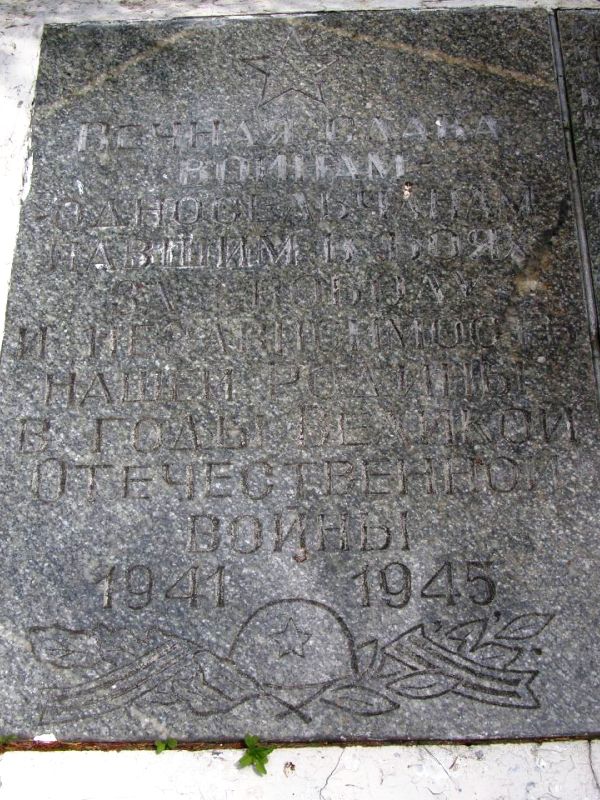 ВЕЧНАЯ СЛАВА
ВОИНАМ
ОДНОСЕЛЬЧАНАМ
ПАВШИМ В БОЯХ
ЗА СВОБОДУ
И НЕЗАВИСИМОСТЬ
НАШЕЙ РОДИНЫ
В ГОДЫ ВЕЛИКОЙ
ОТЕЧЕСТВЕННОЙ
ВОЙНЫ
1941 1945